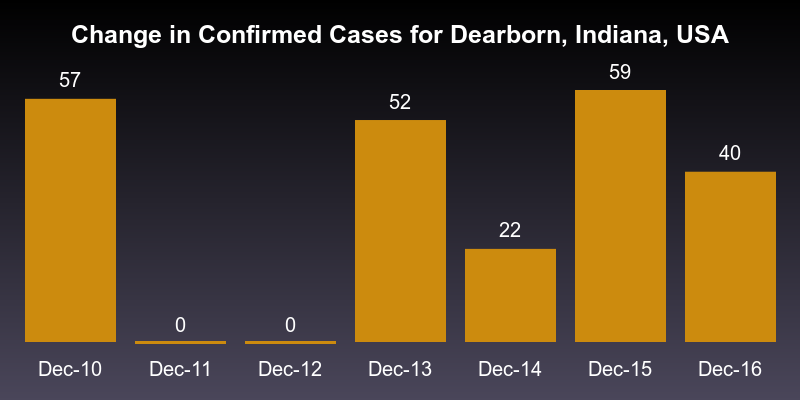 Change in Confirmed Cases for Dearborn, Indiana, USA
57
0
0
52
22
59
40
Dec-10
Dec-11
Dec-12
Dec-13
Dec-14
Dec-15
Dec-16